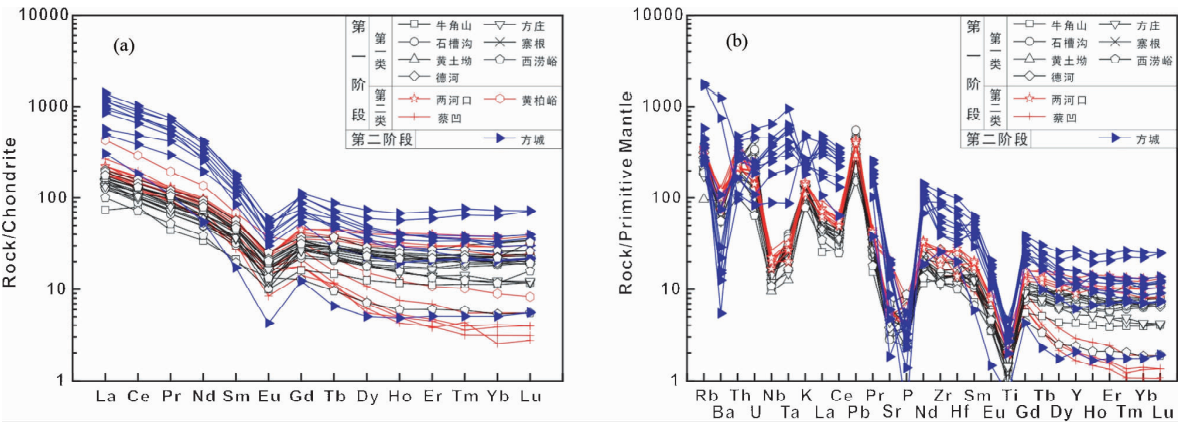 10000
1000
100
10
1
Rock/Chondrite
(a)
第一阶段
第一类
牛角山
方庄
石槽沟
寨根
黄土坳
西涝峪
德河
第二类
两河口
黄柏峪
蔡凹
第二阶段
方城
La Ce Pr Nd Sm Eu Gd Tb Dy Ho Er Tm Yb Lu
10000
1000
100
10
1
Rock/Primitive Mantle
(b)
第一阶段
第一类
牛角山
方庄
石槽沟
寨根
黄土坳
西涝峪
德河
第二类
两河口
黄柏峪
蔡凹
第二阶段
方城
Rb Th Nb K Ce Pr P Zr Sm Ti Tb Y Er Yb
Ba U Ta La Pb Sr Nd Hf Eu Gd Dy Ho Tm Lu